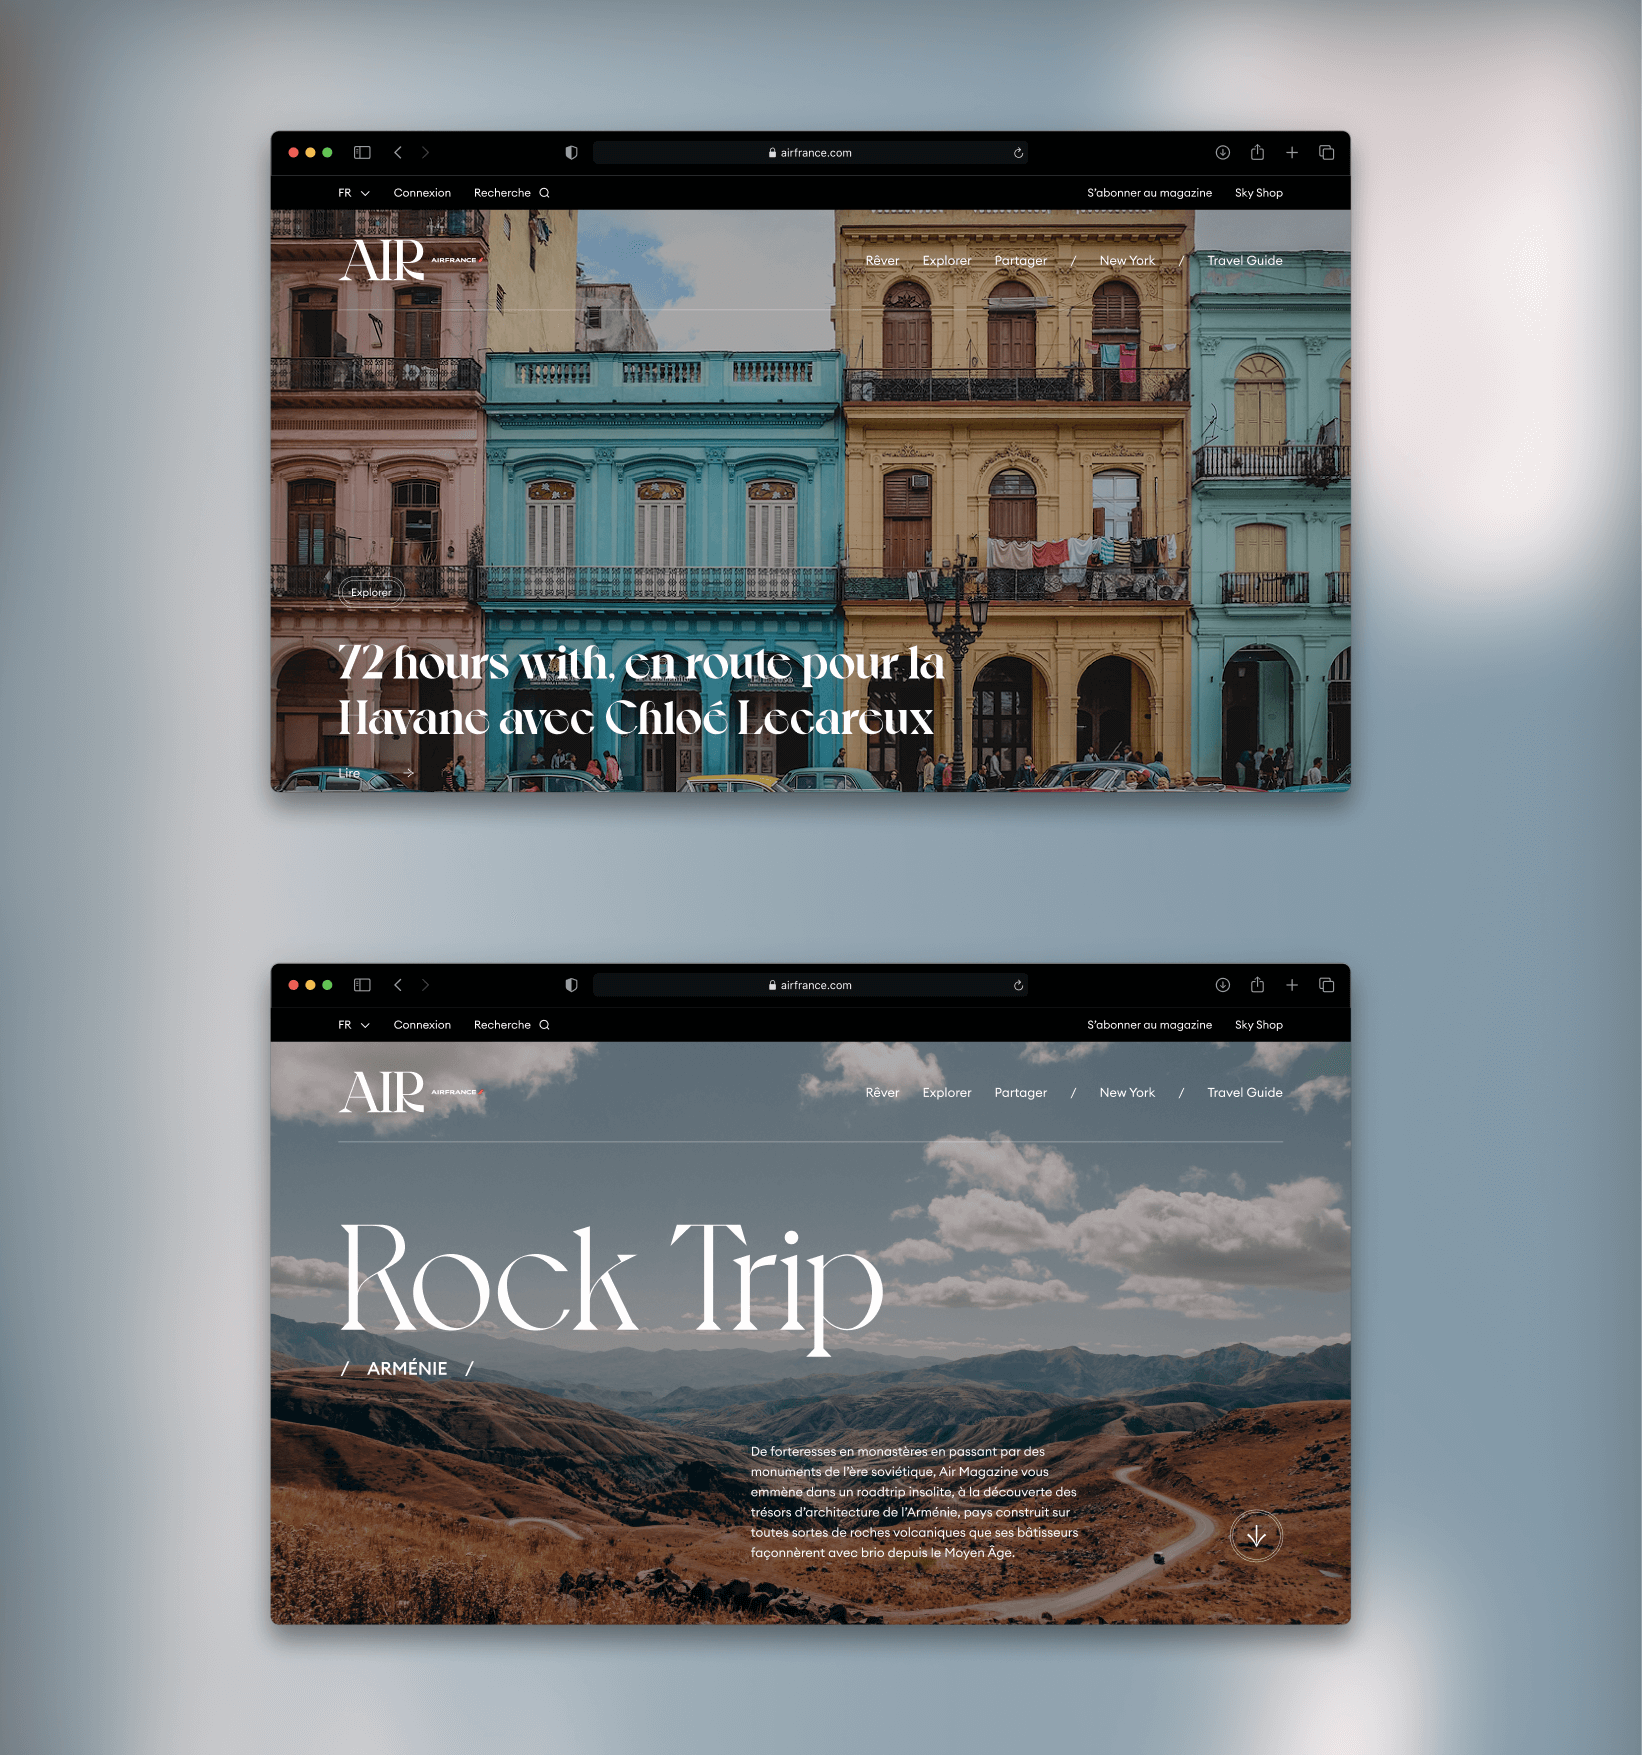 airfrance.com
FR Connexion Recherche S'abonner au magazine Sky Shop
AIR AIRFRANCE Rêver Explorer Partager / New York / Travel Guide
Explorer
72 hours with, en route pour la
Havane avec Chloé Lecareux
Lire
airfrance.com
FR Connexion Recherche S'abonner au magazine Sky Shop
AIR AIRFRANCE Rêver Explorer Partager / New York / Travel Guide
Rock Trip
/ ARMÉNIE /
De forteresses en monastères en passant par des
monuments de l'ère soviétique, Air Magazine vous
emmène dans un roadtrip insolite, à la découverte des
trésors d'architecture de l'Arménie, pays construit sur
toutes sortes de roches volcaniques que ses bâtisseurs
façonnèrent avec brio depuis le Moyen Âge.